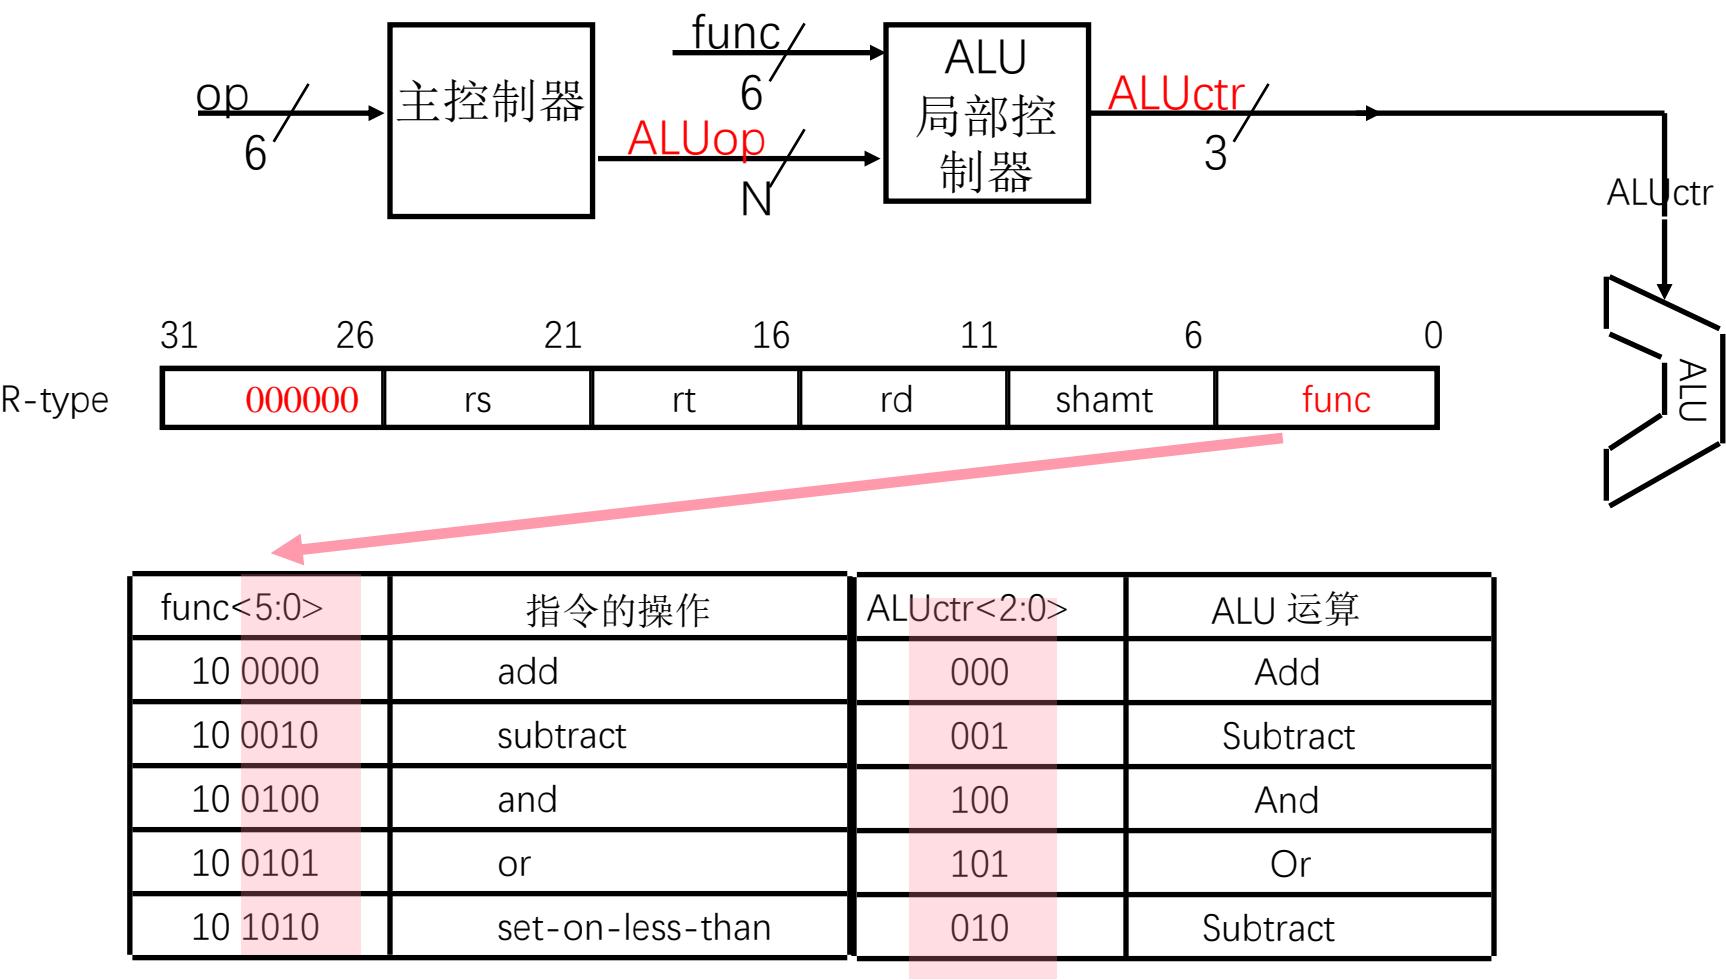 op
6
主控制器
func
6
ALUop
N
ALU
局部控
制器
ALUctr
3
ALUctr
ALU
31 26 21 16 11 6 0
R-type 000000 rs rt rd shamt func
func<5:0> 指令的操作 ALUctr<2:0> ALU 运算
10 0000 add 000 Add
10 0010 subtract 001 Subtract
10 0100 and 100 And
10 0101 or 101 Or
10 1010 set-on-less-than 010 Subtract